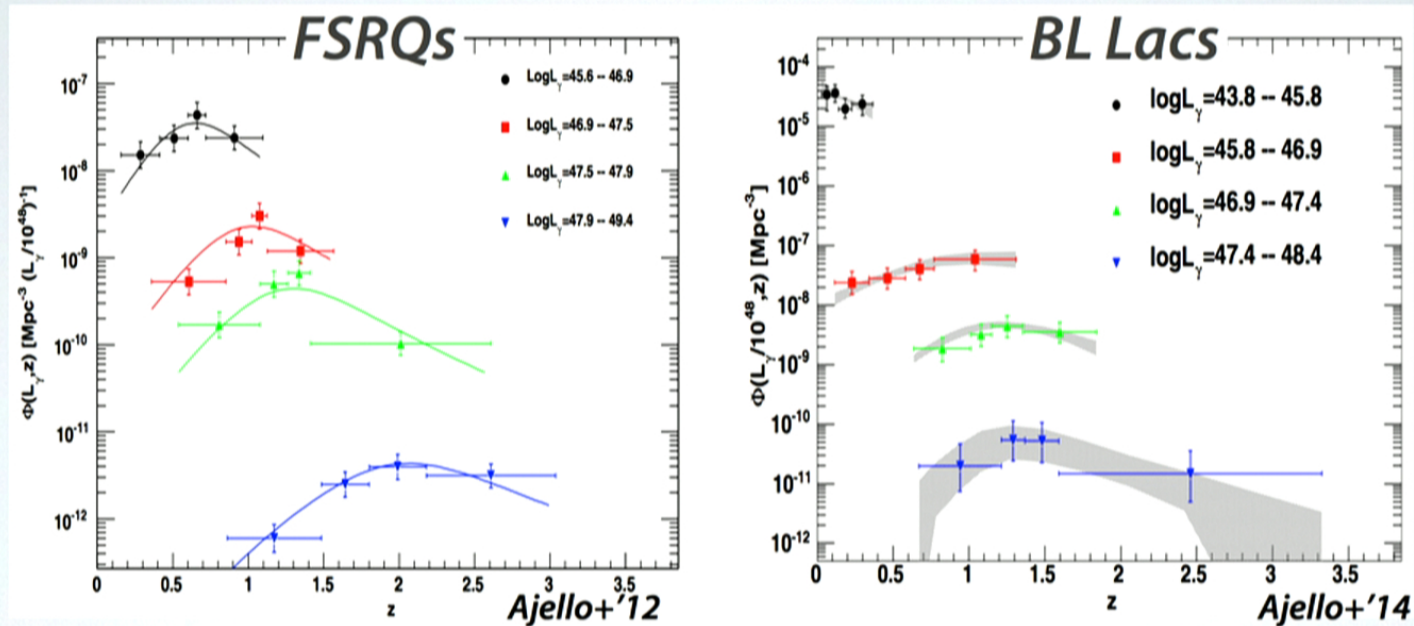 FSRQs
LogLγ=45.6 -- 46.9
LogLγ=46.9 -- 47.5
LogLγ=47.5 -- 47.9
LogLγ=47.9 -- 49.4
Φ(Lγ,z) [Mpc⁻³ (Lγ/10⁴⁸)⁻¹]
10⁻⁷
10⁻⁸
10⁻⁹
10⁻¹⁰
10⁻¹¹
10⁻¹²
0 0.5 1 1.5 2 2.5 3 3.5
z
Ajello+'12
BL Lacs
logLγ=43.8 -- 45.8
logLγ=45.8 -- 46.9
logLγ=46.9 -- 47.4
logLγ=47.4 -- 48.4
Φ(Lγ/10⁴⁸,z) [Mpc⁻³]
10⁻⁴
10⁻⁵
10⁻⁶
10⁻⁷
10⁻⁸
10⁻⁹
10⁻¹⁰
10⁻¹¹
10⁻¹²
0 0.5 1 1.5 2 2.5 3 3.5
z
Ajello+'14